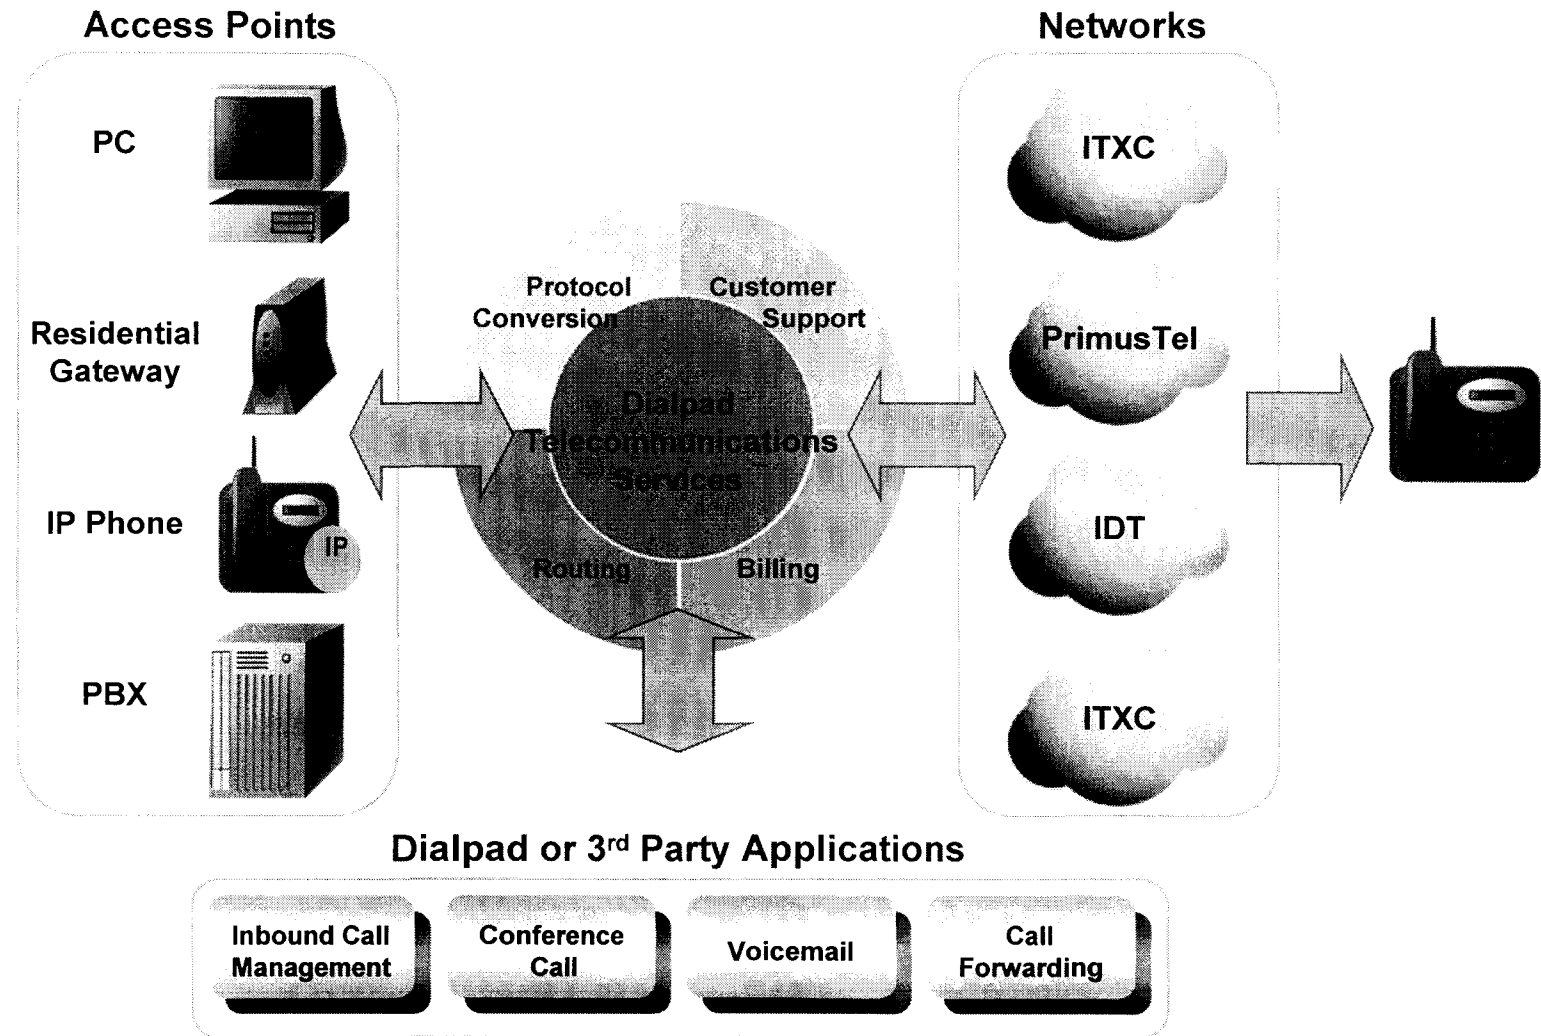 Access Points
Networks
PC
Residential
Gateway
IP Phone
IP
PBX
Protocol
Conversion
Customer
Support
Dialpad
Telecommunications
Services
Routing
Billing
ITXC
PrimusTel
IDT
ITXC
Dialpad or 3rd Party Applications
Inbound Call
Management
Conference
Call
Voicemail
Call
Forwarding